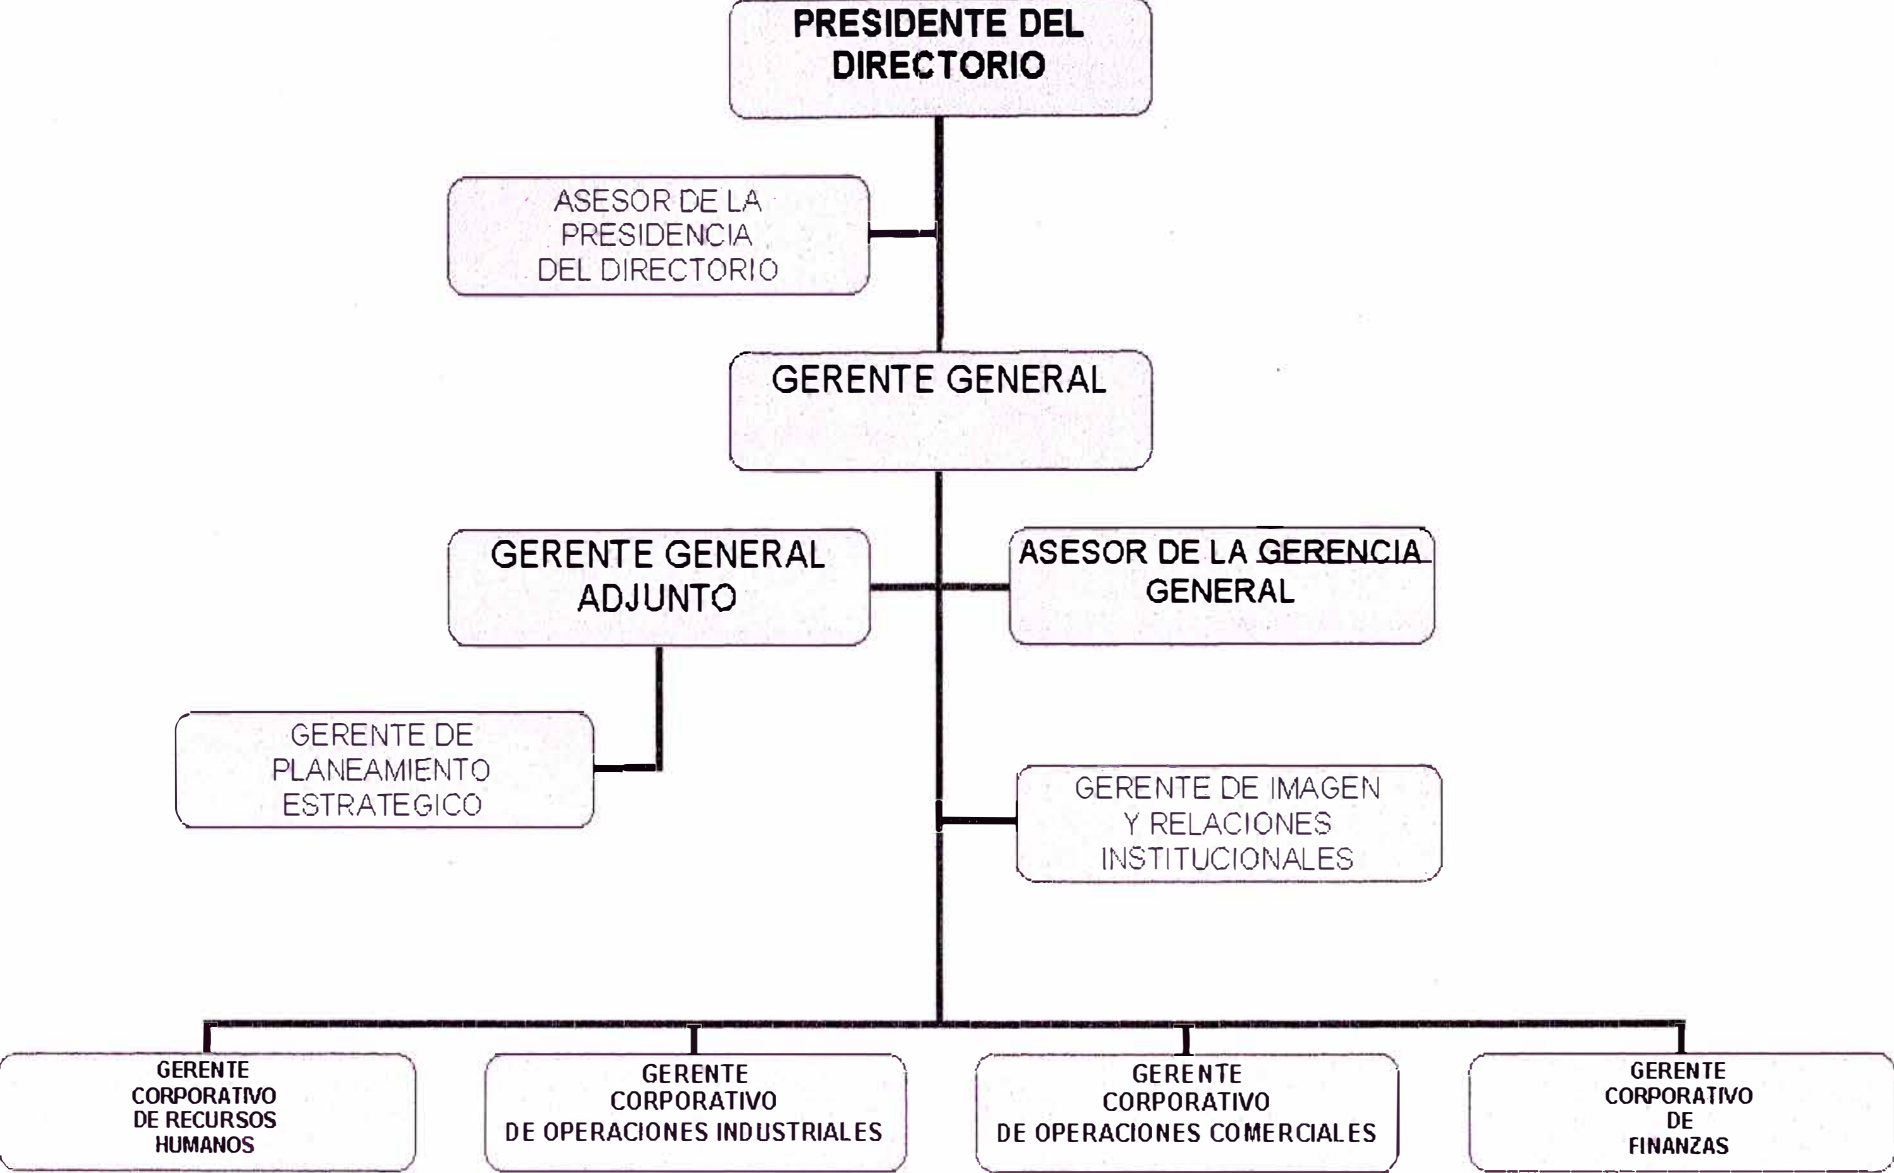 PRESIDENTE DEL
DIRECTORIO
ASESOR DE LA
PRESIDENCIA
DEL DIRECTORIO
GERENTE GENERAL
GERENTE GENERAL
ADJUNTO
ASESOR DE LA GERENCIA
GENERAL
GERENTE DE
PLANEAMIENTO
ESTRATEGICO
GERENTE DE IMAGEN
Y RELACIONES
INSTITUCIONALES
GERENTE
CORPORATIVO
DE RECURSOS
HUMANOS
GERENTE
CORPORATIVO
DE OPERACIONES INDUSTRIALES
GERENTE
CORPORATIVO
DE OPERACIONES COMERCIALES
GERENTE
CORPORATIVO
DE
FINANZAS